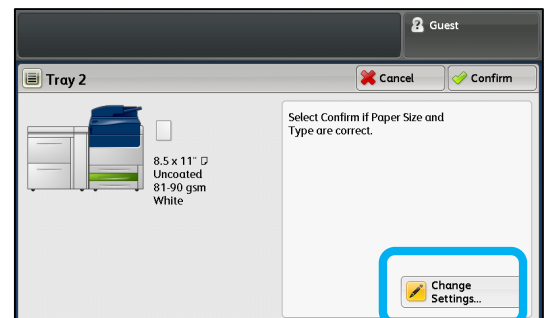 Guest
Tray 2
Cancel
Confirm
Select Confirm if Paper Size and
Type are correct.
8.5 x 11"
Uncoated
81-90 gsm
White
Change
Settings...